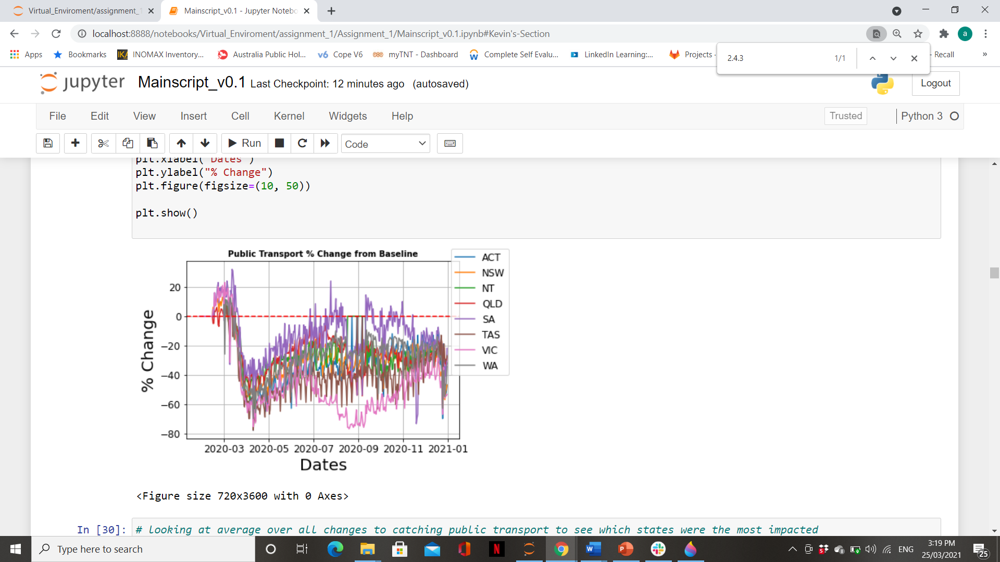 Virtual_Enviroment/assignment_1
Mainscript_v0.1 - Jupyter Notebo
localhost:8888/notebooks/Virtual_Enviroment/assignment_1/Assignment_1/Mainscript_v0.1.ipynb#Kevin's-Section
a
Apps
Bookmarks
INOMAX Inventory...
Australia Public Hol...
v6 Cope V6
myTNT - Dashboard
Complete Self Evalu...
LinkedIn Learning:...
Projects
- Recall
»
2.4.3
1/1
jupyter
Mainscript_v0.1 Last Checkpoint: 12 minutes ago (autosaved)
Logout
File Edit View Insert Cell Kernel Widgets Help
Trusted
Python 3
Run
Code
plt.xlabel("Dates")
plt.ylabel("% Change")
plt.figure(figsize=(10, 50))
plt.show()
Public Transport % Change from Baseline
% Change
20
0
−20
−40
−60
−80
2020-03 2020-05 2020-07 2020-09 2020-11 2021-01
Dates
ACT
NSW
NT
QLD
SA
TAS
VIC
WA
<Figure size 720x3600 with 0 Axes>
In [30]: # looking at average over all changes to catching public transport to see which states were the most impacted
Type here to search
ENG
3:19 PM
25/03/2021
25